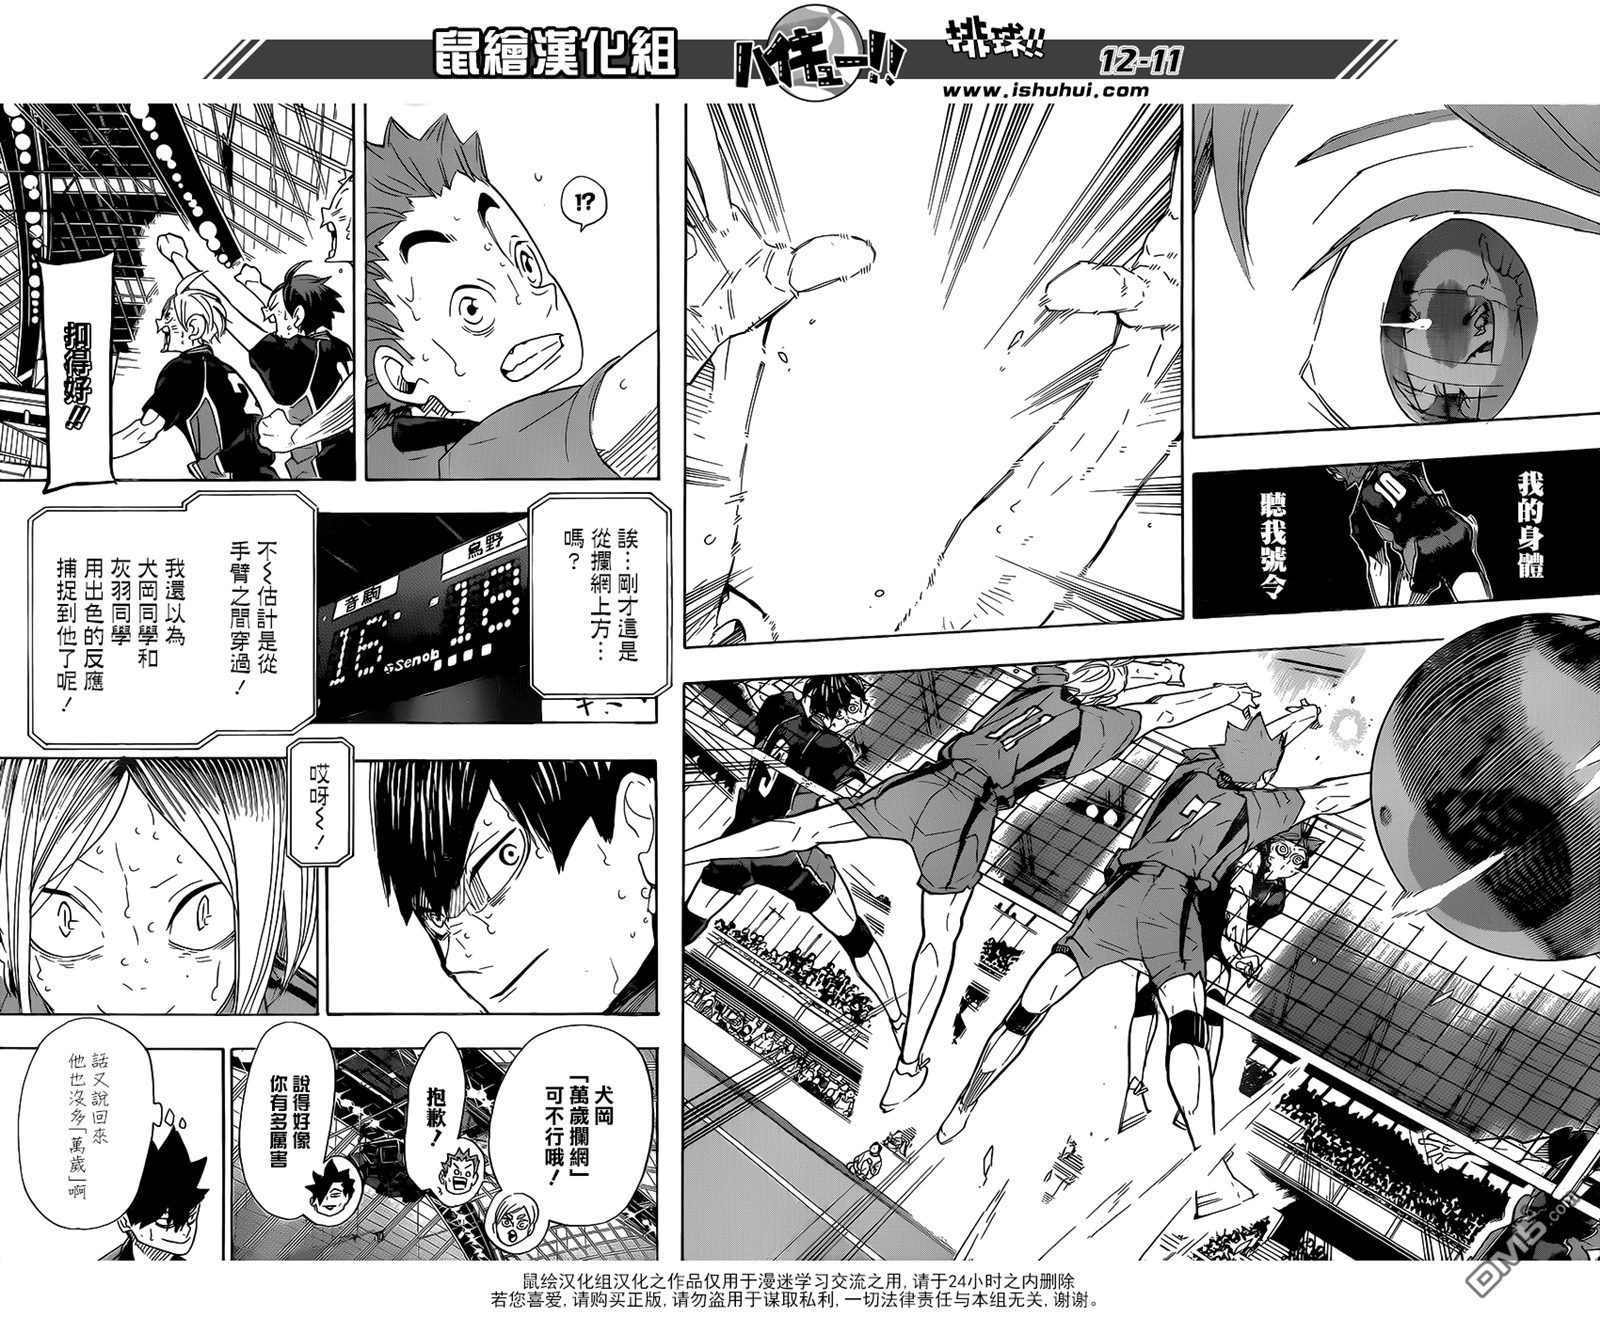 鼠繪漢化組
ハイキュー!!
排球!!
12-11
www.ishuhui.com
我的身體
聽我號令
10
!?
扣得好!!
誒…剛才這是
從攔網上方…
嗎？
烏野
音駒
18
16
Senoh
不～估計是從
手臂之間穿過！
我還以為
犬岡同學和
灰羽同學
用出色的反應
捕捉到他了呢！
哎呀～！
犬岡
「萬歲攔網」
可不行哦！
抱歉！
說得好像
你有多厲害
話又說回來
他也沒多「萬歲」啊
鼠绘汉化组汉化之作品仅用于漫迷学习交流之用,请于24小时之内删除
若您喜爱,请购买正版,请勿盗用于谋取私利,一切法律责任与本组无关,谢谢。
DM5.com